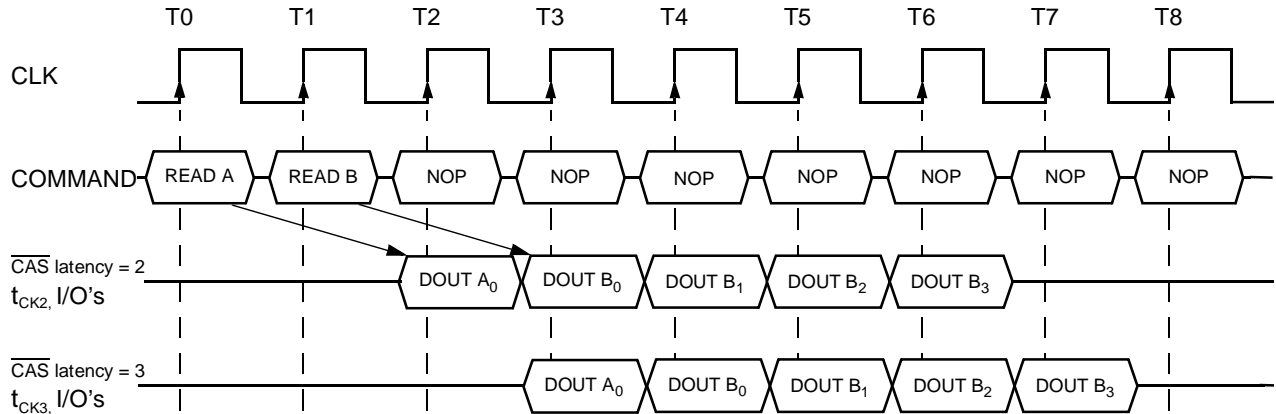 T0 T1 T2 T3 T4 T5 T6 T7 T8
CLK
COMMAND READ A READ B NOP NOP NOP NOP NOP NOP NOP
CAS latency = 2
tCK2, I/O's DOUT A0 DOUT B0 DOUT B1 DOUT B2 DOUT B3
CAS latency = 3
tCK3, I/O's DOUT A0 DOUT B0 DOUT B1 DOUT B2 DOUT B3